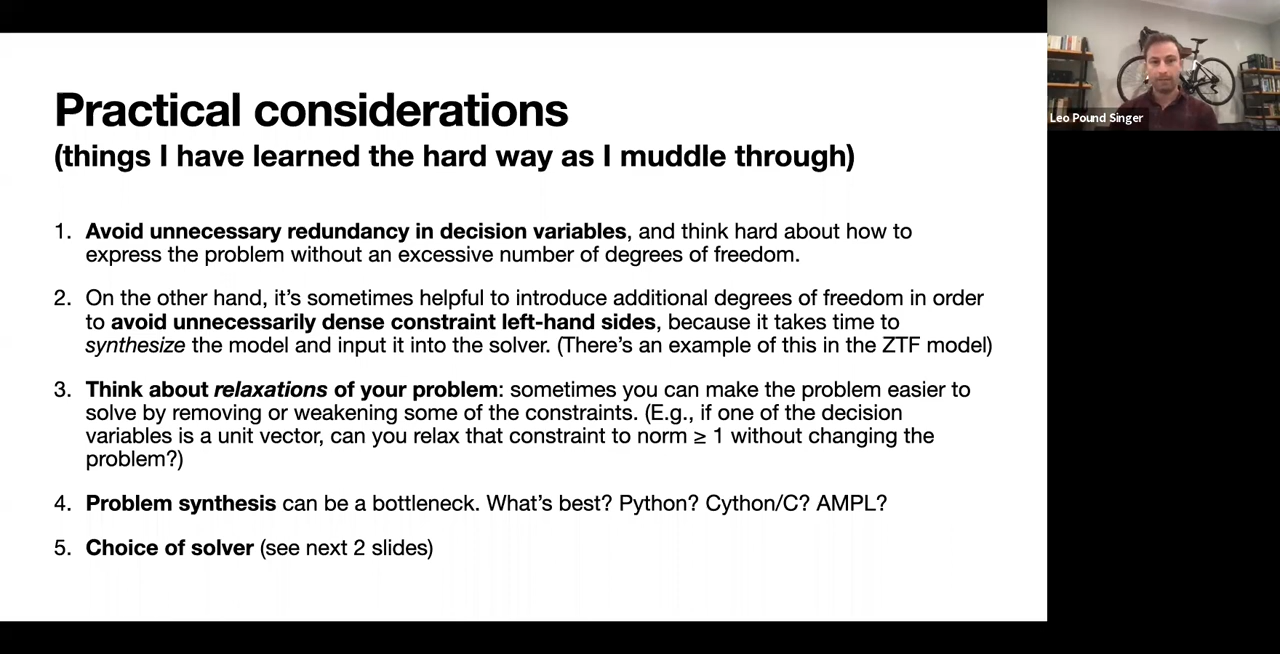 Practical considerations
(things I have learned the hard way as I muddle through)
1. Avoid unnecessary redundancy in decision variables, and think hard about how to
express the problem without an excessive number of degrees of freedom.
2. On the other hand, it's sometimes helpful to introduce additional degrees of freedom in order
to avoid unnecessarily dense constraint left-hand sides, because it takes time to
synthesize the model and input it into the solver. (There's an example of this in the ZTF model)
3. Think about relaxations of your problem: sometimes you can make the problem easier to
solve by removing or weakening some of the constraints. (E.g., if one of the decision
variables is a unit vector, can you relax that constraint to norm ≥ 1 without changing the
problem?)
4. Problem synthesis can be a bottleneck. What's best? Python? Cython/C? AMPL?
5. Choice of solver (see next 2 slides)
Leo Pound Singer